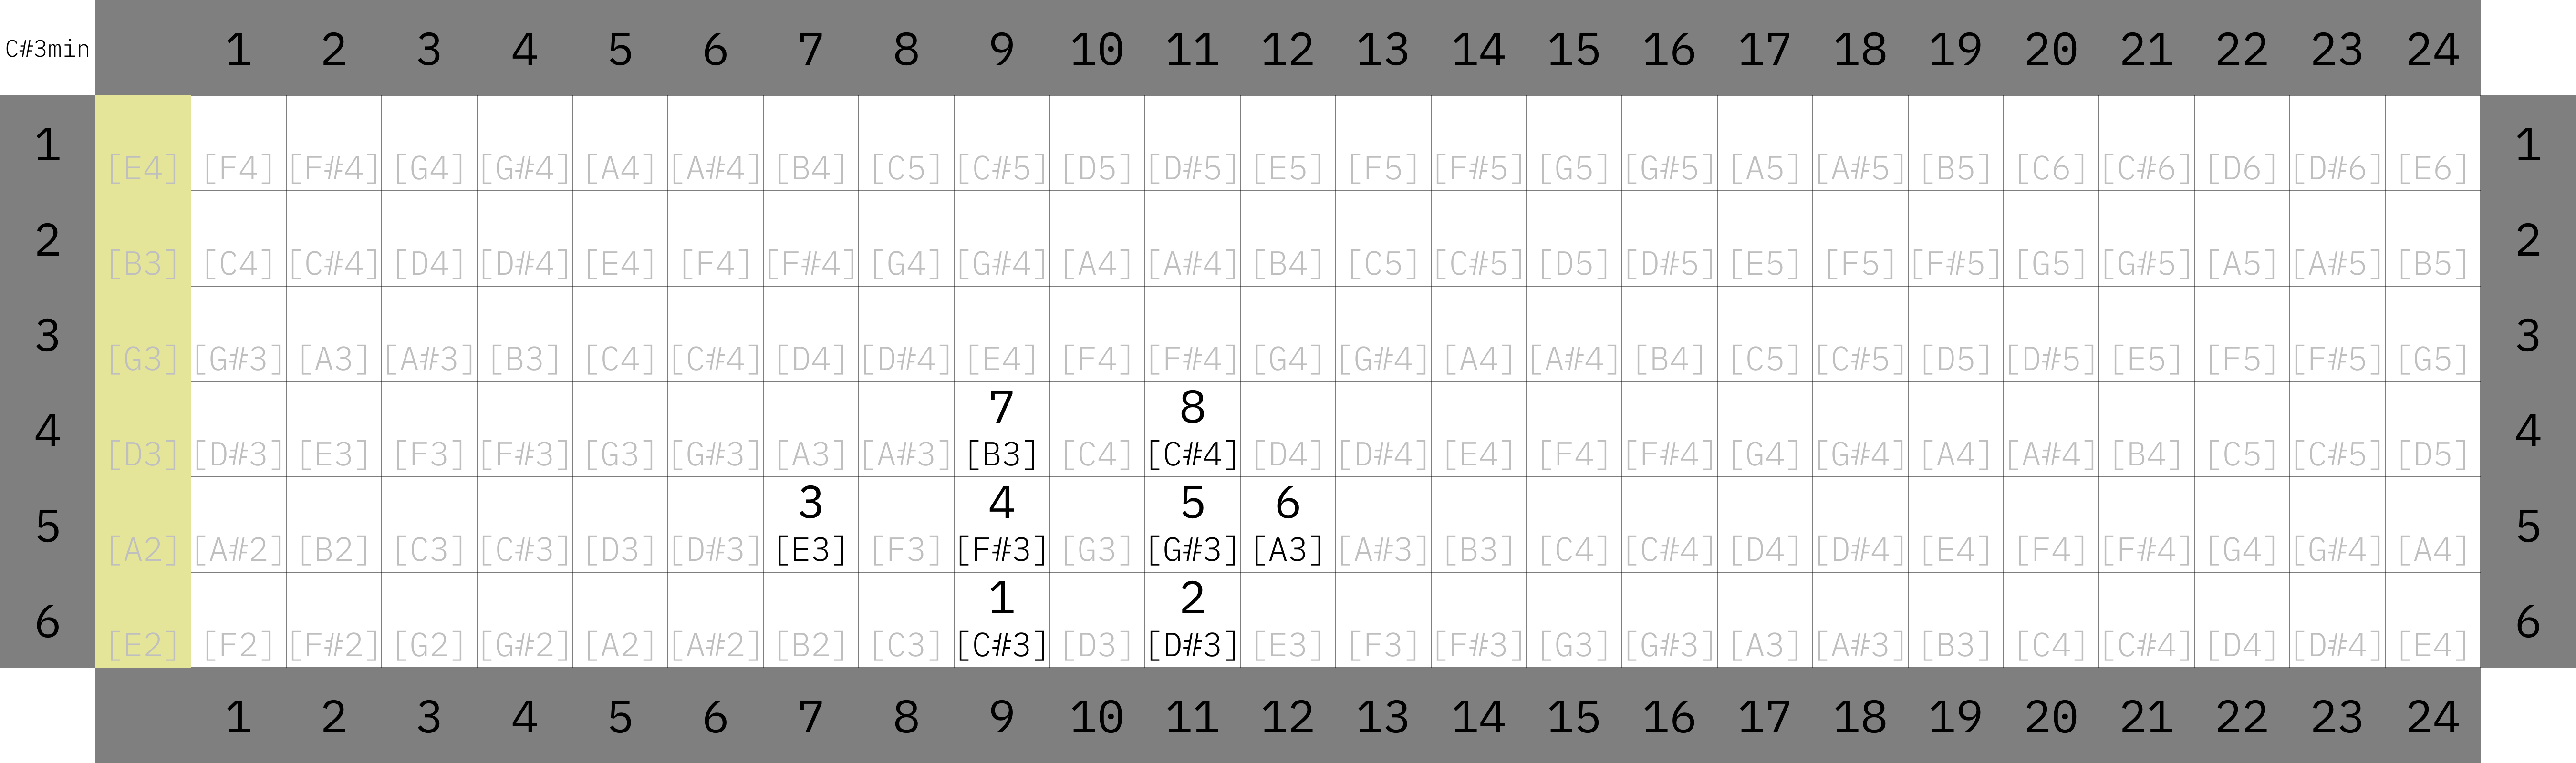 C#3min 1 2 3 4 5 6 7 8 9 10 11 12 13 14 15 16 17 18 19 20 21 22 23 24
1 [E4] [F4] [F#4] [G4] [G#4] [A4] [A#4] [B4] [C5] [C#5] [D5] [D#5] [E5] [F5] [F#5] [G5] [G#5] [A5] [A#5] [B5] [C6] [C#6] [D6] [D#6] [E6] 1
2 [B3] [C4] [C#4] [D4] [D#4] [E4] [F4] [F#4] [G4] [G#4] [A4] [A#4] [B4] [C5] [C#5] [D5] [D#5] [E5] [F5] [F#5] [G5] [G#5] [A5] [A#5] [B5] 2
3 [G3] [G#3] [A3] [A#3] [B3] [C4] [C#4] [D4] [D#4] [E4] [F4] [F#4] [G4] [G#4] [A4] [A#4] [B4] [C5] [C#5] [D5] [D#5] [E5] [F5] [F#5] [G5] 3
7 8
4 [D3] [D#3] [E3] [F3] [F#3] [G3] [G#3] [A3] [A#3] [B3] [C4] [C#4] [D4] [D#4] [E4] [F4] [F#4] [G4] [G#4] [A4] [A#4] [B4] [C5] [C#5] [D5] 4
3 4 5 6
5 [A2] [A#2] [B2] [C3] [C#3] [D3] [D#3] [E3] [F3] [F#3] [G3] [G#3] [A3] [A#3] [B3] [C4] [C#4] [D4] [D#4] [E4] [F4] [F#4] [G4] [G#4] [A4] 5
1 2
6 [E2] [F2] [F#2] [G2] [G#2] [A2] [A#2] [B2] [C3] [C#3] [D3] [D#3] [E3] [F3] [F#3] [G3] [G#3] [A3] [A#3] [B3] [C4] [C#4] [D4] [D#4] [E4] 6
1 2 3 4 5 6 7 8 9 10 11 12 13 14 15 16 17 18 19 20 21 22 23 24